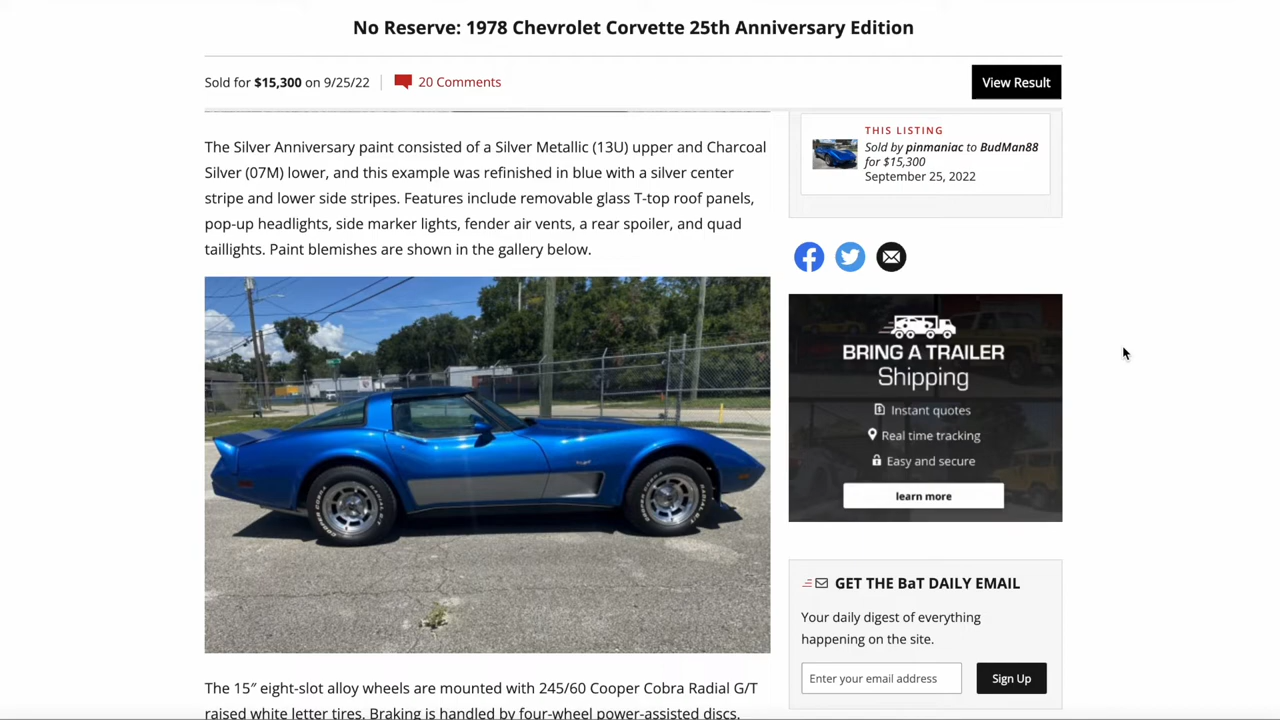 No Reserve: 1978 Chevrolet Corvette 25th Anniversary Edition
Sold for $15,300 on 9/25/22
20 Comments
View Result
The Silver Anniversary paint consisted of a Silver Metallic (13U) upper and Charcoal
Silver (07M) lower, and this example was refinished in blue with a silver center
stripe and lower side stripes. Features include removable glass T-top roof panels,
pop-up headlights, side marker lights, fender air vents, a rear spoiler, and quad
taillights. Paint blemishes are shown in the gallery below.
The 15″ eight-slot alloy wheels are mounted with 245/60 Cooper Cobra Radial G/T
raised white letter tires. Braking is handled by four-wheel power-assisted discs.
THIS LISTING
Sold by pinmaniac to BudMan88
for $15,300
September 25, 2022
BRING A TRAILER
Shipping
Instant quotes
Real time tracking
Easy and secure
learn more
GET THE BaT DAILY EMAIL
Your daily digest of everything
happening on the site.
Enter your email address
Sign Up